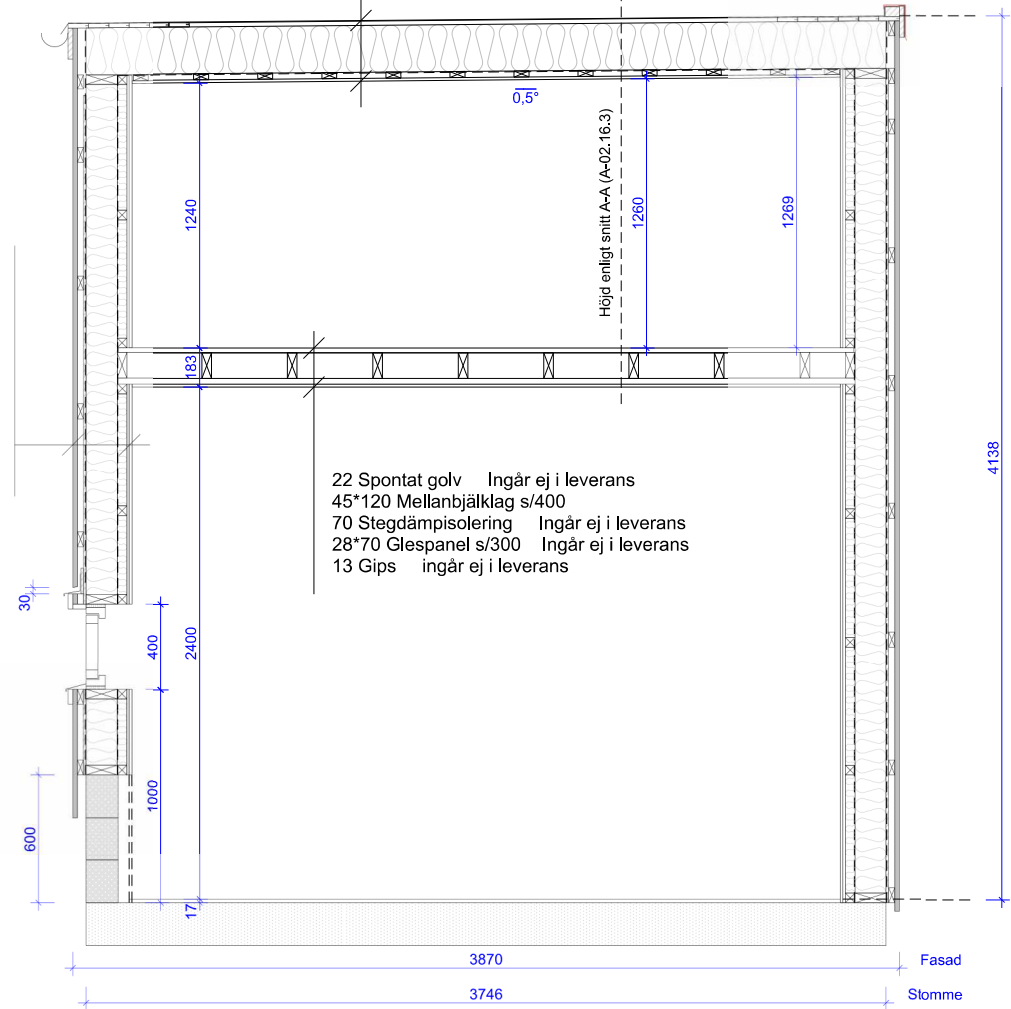 0,5°
Höjd enligt snitt A-A (A-02.16.3)
1240
1260
1269
183
4138
22 Spontat golv Ingår ej i leverans
45*120 Mellanbjälklag s/400
70 Stegdämpisolering Ingår ej i leverans
28*70 Glespanel s/300 Ingår ej i leverans
13 Gips ingår ej i leverans
30
400
2400
1000
600
17
3870 Fasad
3746 Stomme